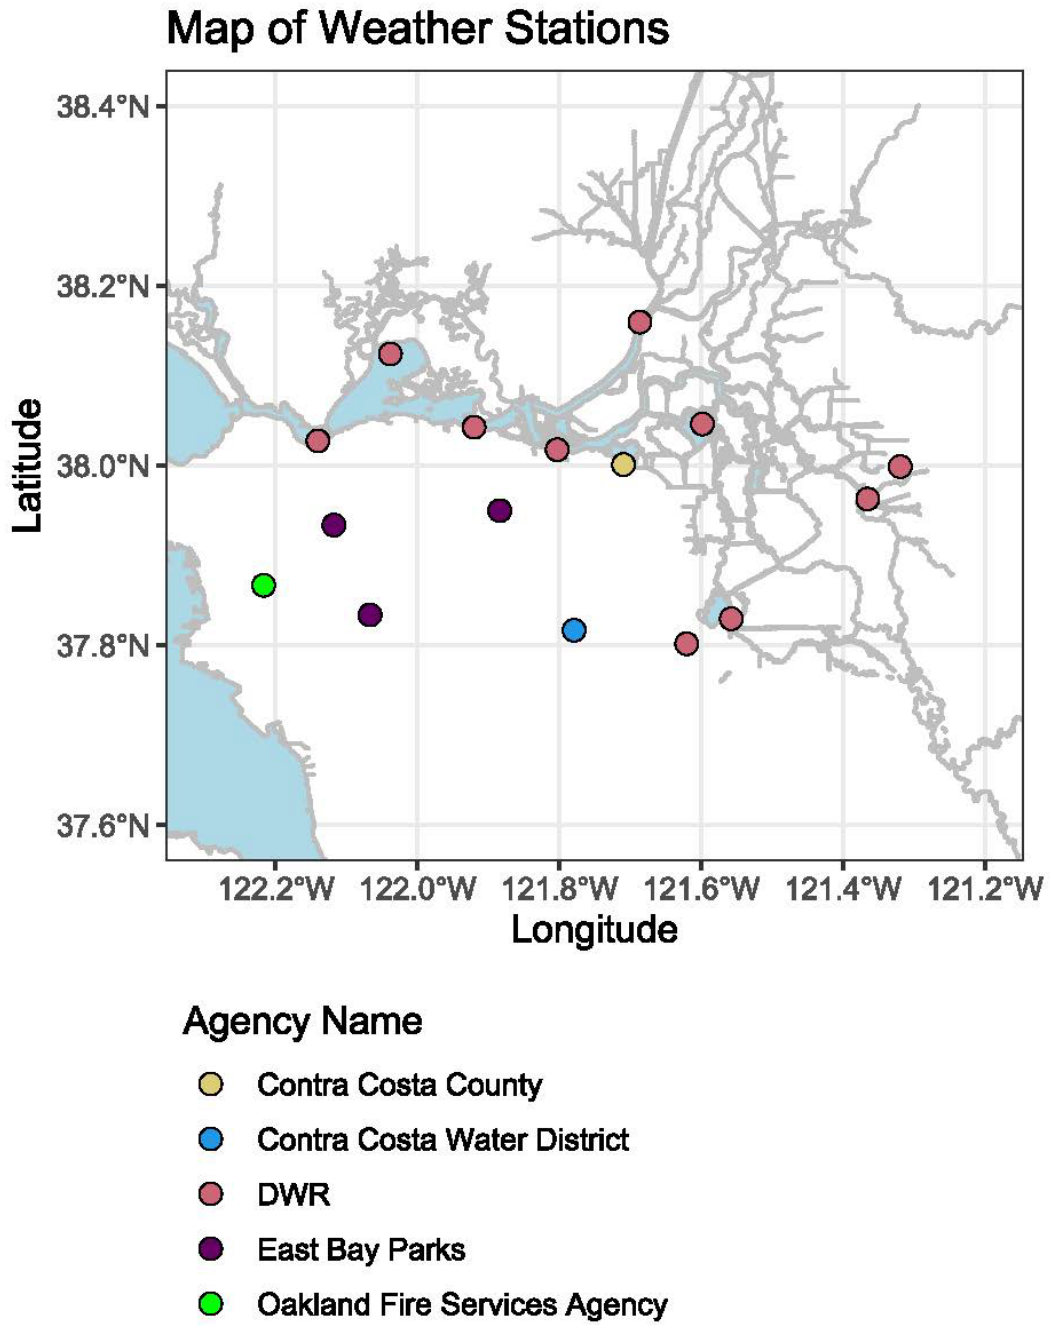 Map of Weather Stations
38.4°N
38.2°N
38.0°N
37.8°N
37.6°N
Latitude
122.2°W 122.0°W 121.8°W 121.6°W 121.4°W 121.2°W
Longitude
Agency Name
Contra Costa County
Contra Costa Water District
DWR
East Bay Parks
Oakland Fire Services Agency